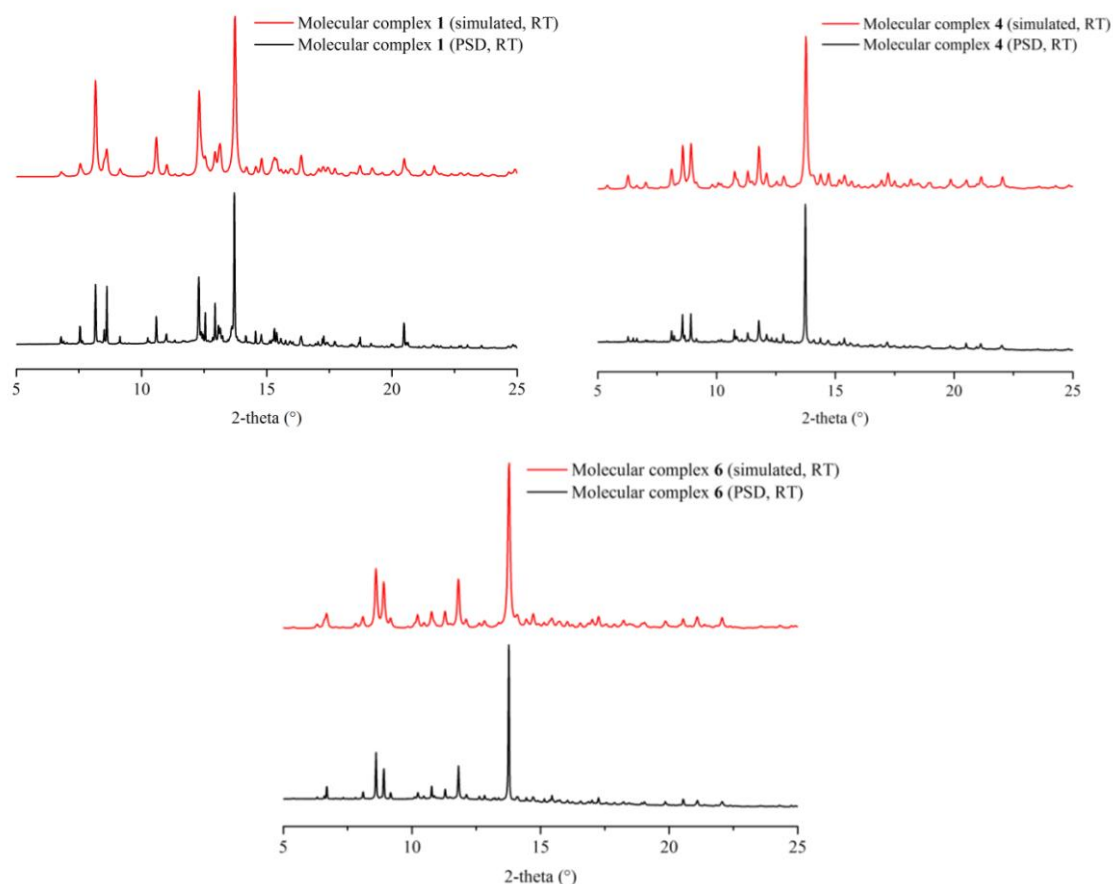 Molecular complex 1 (simulated, RT)
Molecular complex 1 (PSD, RT)
5 10 15 20 25
2-theta (°)
Molecular complex 4 (simulated, RT)
Molecular complex 4 (PSD, RT)
5 10 15 20 25
2-theta (°)
Molecular complex 6 (simulated, RT)
Molecular complex 6 (PSD, RT)
5 10 15 20 25
2-theta (°)